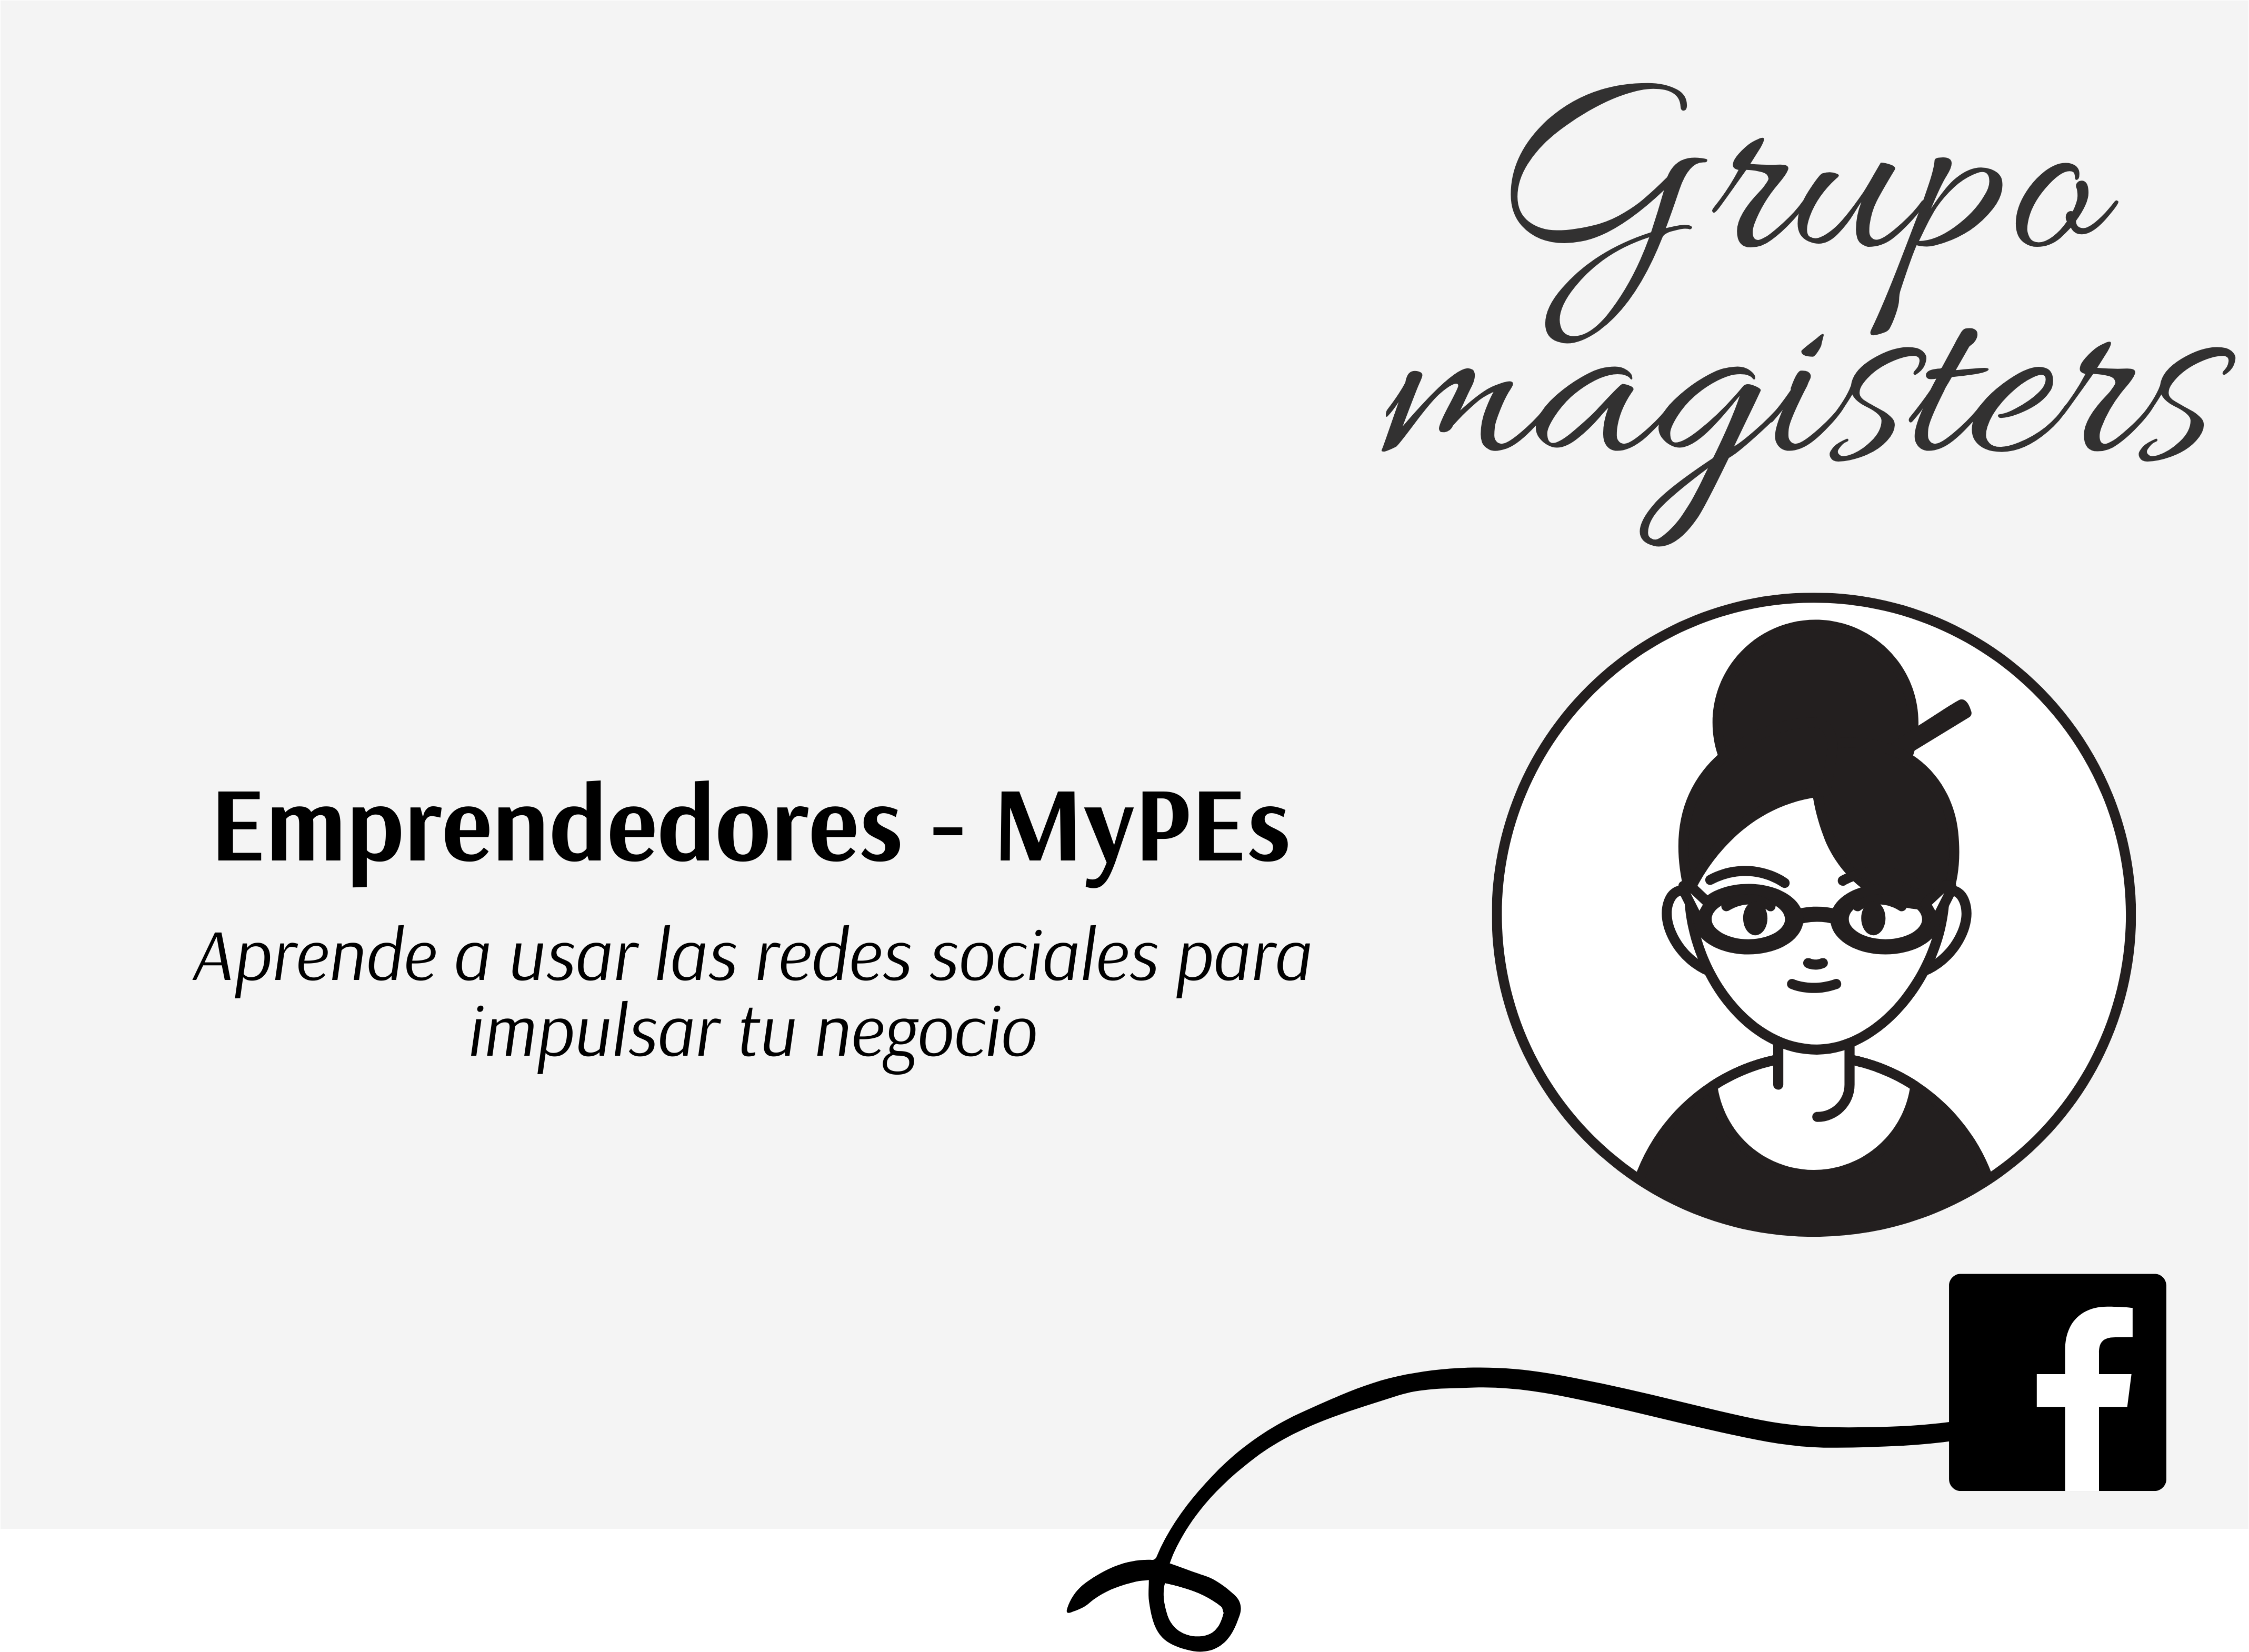 Grupo
magisters
Emprendedores - MyPEs
Aprende a usar las redes sociales para
impulsar tu negocio
f